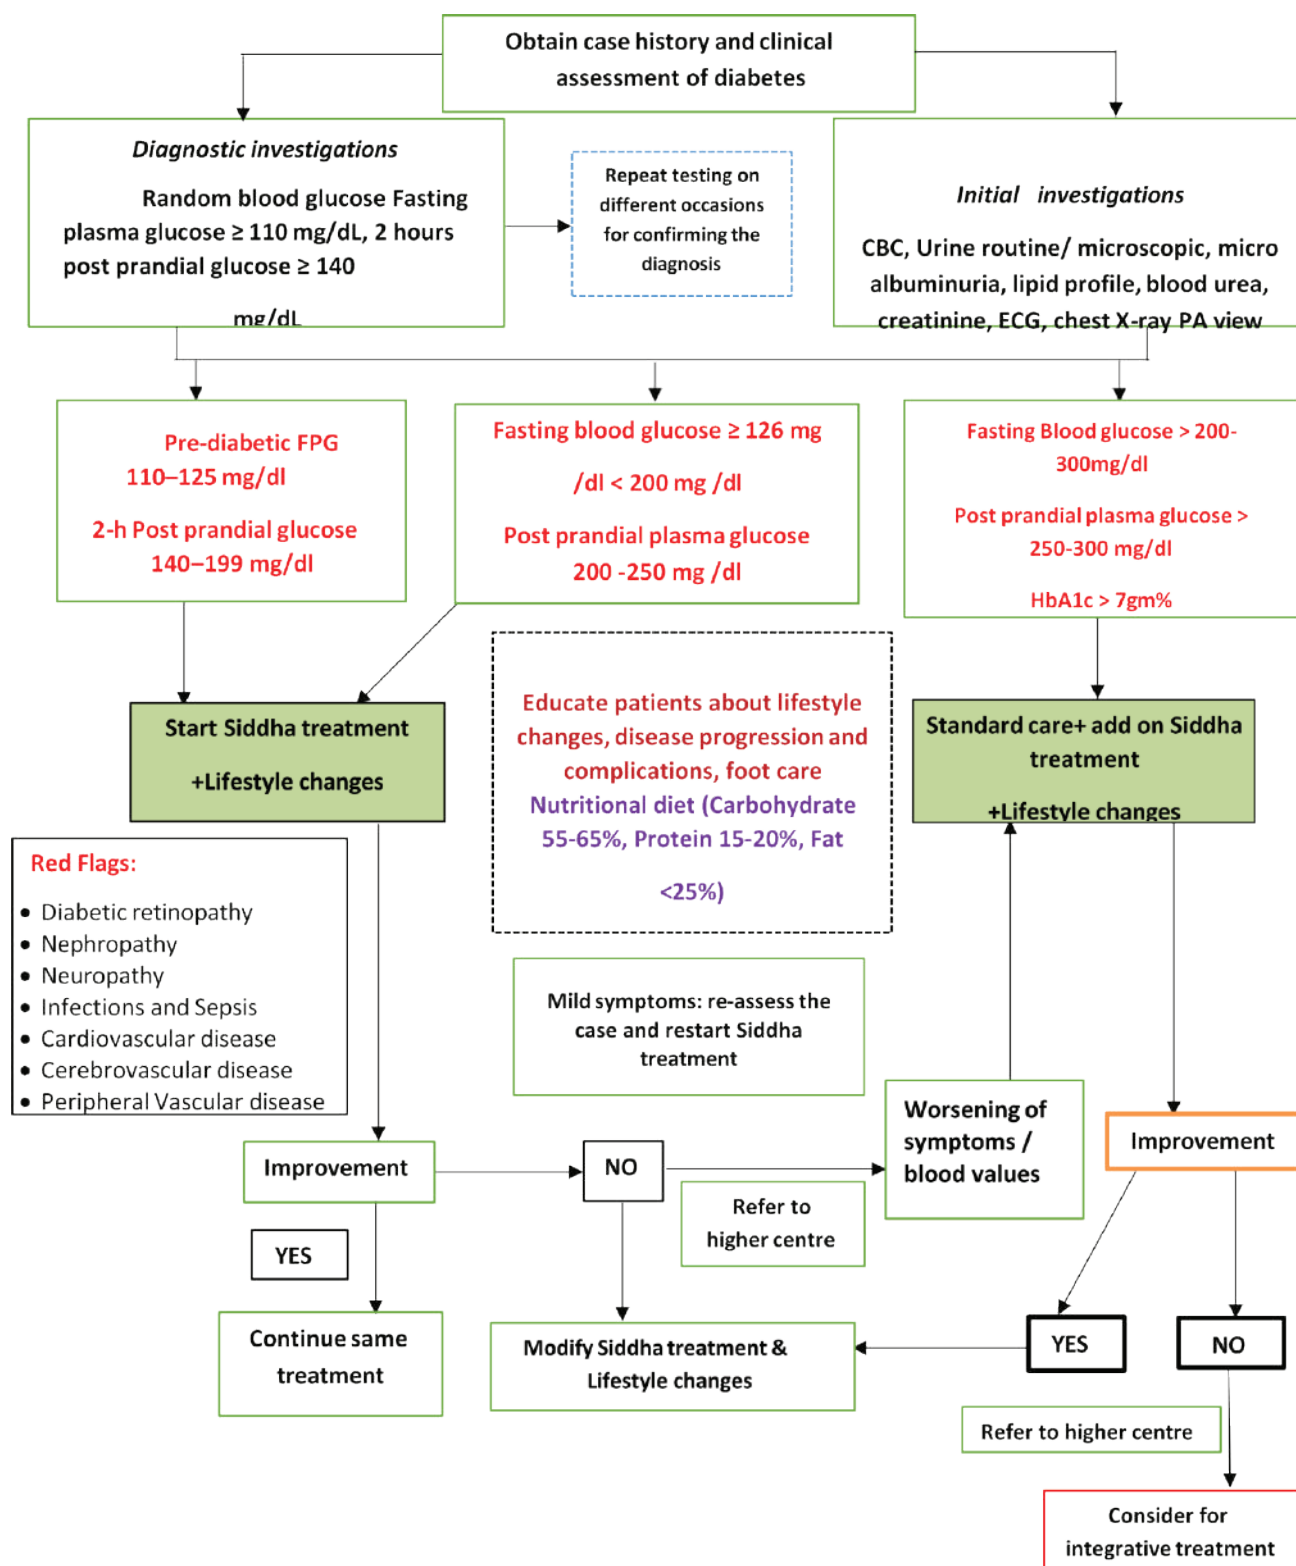 Obtain case history and clinical
assessment of diabetes
Diagnostic investigations
Random blood glucose Fasting
plasma glucose ≥ 110 mg/dL, 2 hours
post prandial glucose ≥ 140
mg/dL
Repeat testing on
different occasions
for confirming the
diagnosis
Initial investigations
CBC, Urine routine/ microscopic, micro
albuminuria, lipid profile, blood urea,
creatinine, ECG, chest X-ray PA view
Pre-diabetic FPG
110–125 mg/dl
2-h Post prandial glucose
140–199 mg/dl
Fasting blood glucose ≥ 126 mg
/dl < 200 mg /dl
Post prandial plasma glucose
200 -250 mg /dl
Fasting Blood glucose > 200-
300mg/dl
Post prandial plasma glucose >
250-300 mg/dl
HbA1c > 7gm%
Start Siddha treatment
+Lifestyle changes
Educate patients about lifestyle
changes, disease progression and
complications, foot care
Nutritional diet (Carbohydrate
55-65%, Protein 15-20%, Fat
<25%)
Standard care+ add on Siddha
treatment
+Lifestyle changes
Red Flags:
• Diabetic retinopathy
• Nephropathy
• Neuropathy
• Infections and Sepsis
• Cardiovascular disease
• Cerebrovascular disease
• Peripheral Vascular disease
Mild symptoms: re-assess the
case and restart Siddha
treatment
Worsening of
symptoms /
blood values
Improvement
Improvement
NO
Refer to
higher centre
YES
Continue same
treatment
Modify Siddha treatment &
Lifestyle changes
YES
NO
Refer to higher centre
Consider for
integrative treatment